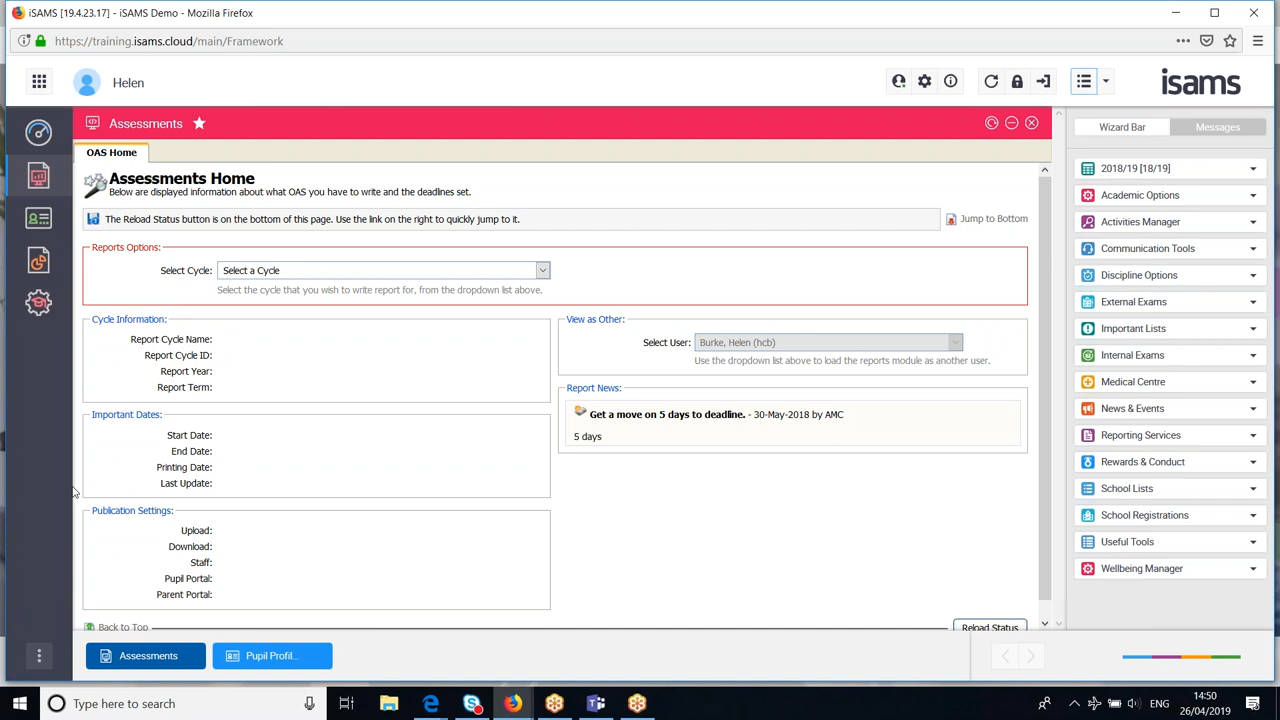 iSAMS [19.4.23.17] - iSAMS Demo - Mozilla Firefox
https://training.isams.cloud/main/Framework
Helen
isams
Assessments
OAS Home
Assessments Home
Below are displayed information about what OAS you have to write and the deadlines set.
The Reload Status button is on the bottom of this page. Use the link on the right to quickly jump to it.
Jump to Bottom
Reports Options:
Select Cycle: Select a Cycle
Select the cycle that you wish to write report for, from the dropdown list above.
Cycle Information:
Report Cycle Name:
Report Cycle ID:
Report Year:
Report Term:
Important Dates:
Start Date:
End Date:
Printing Date:
Last Update:
Publication Settings:
Upload:
Download:
Staff:
Pupil Portal:
Parent Portal:
View as Other:
Select User: Burke, Helen (hcb)
Use the dropdown list above to load the reports module as another user.
Report News:
Get a move on 5 days to deadline. - 30-May-2018 by AMC
5 days
Back to Top
Reload Status
Wizard Bar
Messages
2018/19 [18/19]
Academic Options
Activities Manager
Communication Tools
Discipline Options
External Exams
Important Lists
Internal Exams
Medical Centre
News & Events
Reporting Services
Rewards & Conduct
School Lists
School Registrations
Useful Tools
Wellbeing Manager
Assessments
Pupil Profil...
Type here to search
ENG
14:50
26/04/2019